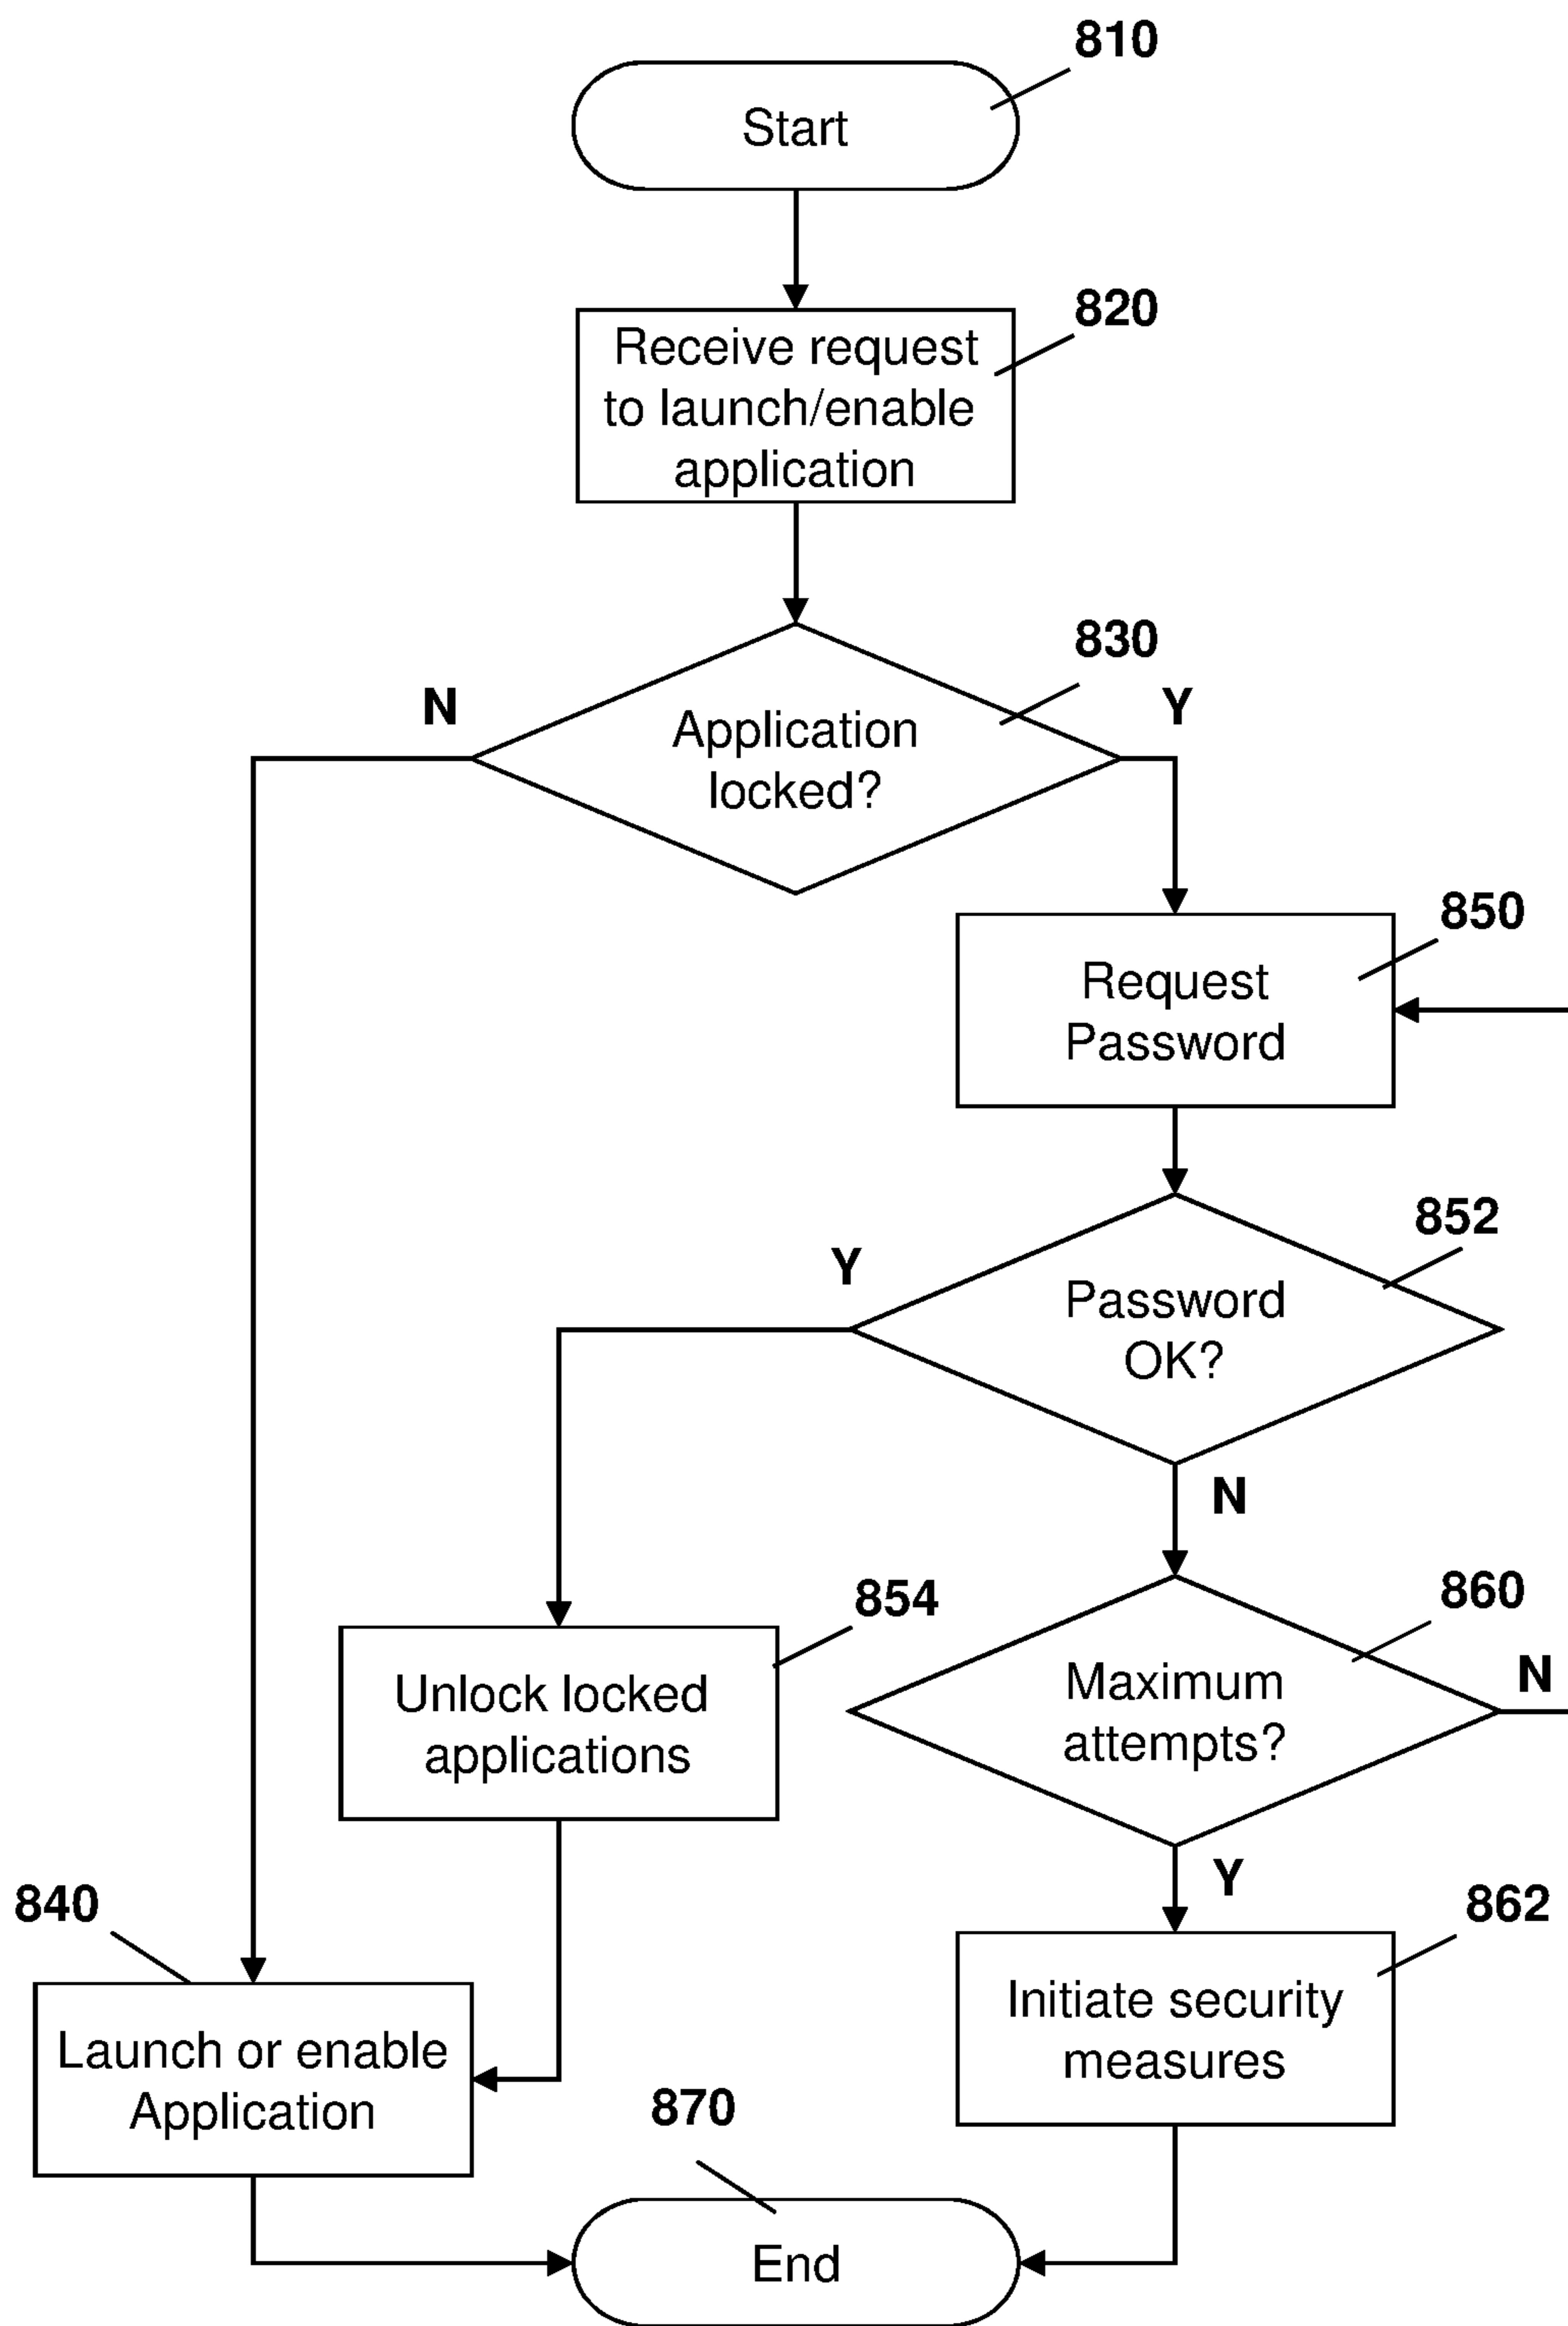 810
Start
820
Receive request
to launch/enable
application
830
N
Y
Application
locked?
850
Request
Password
852
Y
Password
OK?
N
854
860
Unlock locked
applications
Maximum
attempts?
N
Y
840
862
Launch or enable
Application
Initiate security
measures
870
End